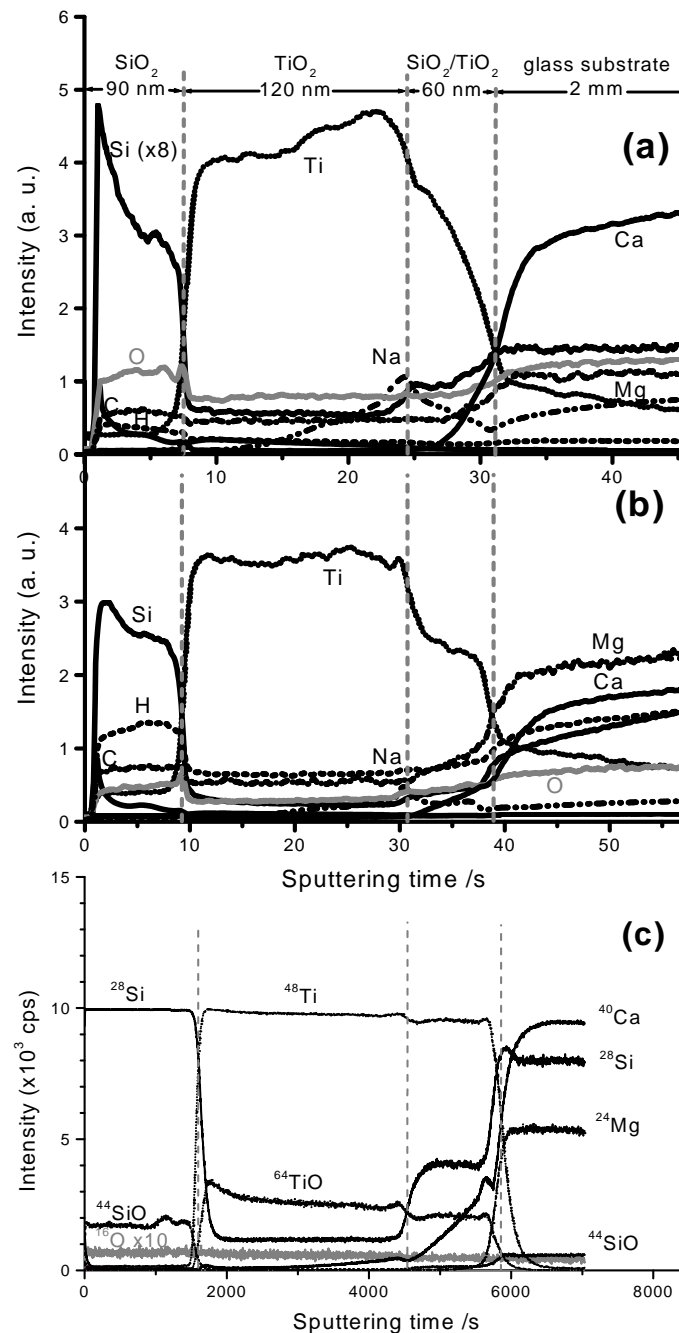 (a)
SiO₂ TiO₂ SiO₂/TiO₂ glass substrate
90 nm 120 nm 60 nm 2 mm
Intensity (a. u.)
6
5
4
3
2
1
0
Si (x8)
Ti
Ca
O
Na
C
H
Mg
0 10 20 30 40
(b)
Intensity (a. u.)
4
3
2
1
0
Si
Ti
Mg
Ca
H
C
Na
O
0 10 20 30 40 50
Sputtering time /s
(c)
Intensity (x10³ cps)
15
10
5
0
²⁸Si
⁴⁸Ti
⁴⁰Ca
²⁸Si
²⁴Mg
⁶⁴TiO
⁴⁴SiO
¹⁶O x10
⁴⁴SiO
0 2000 4000 6000 8000
Sputtering time /s